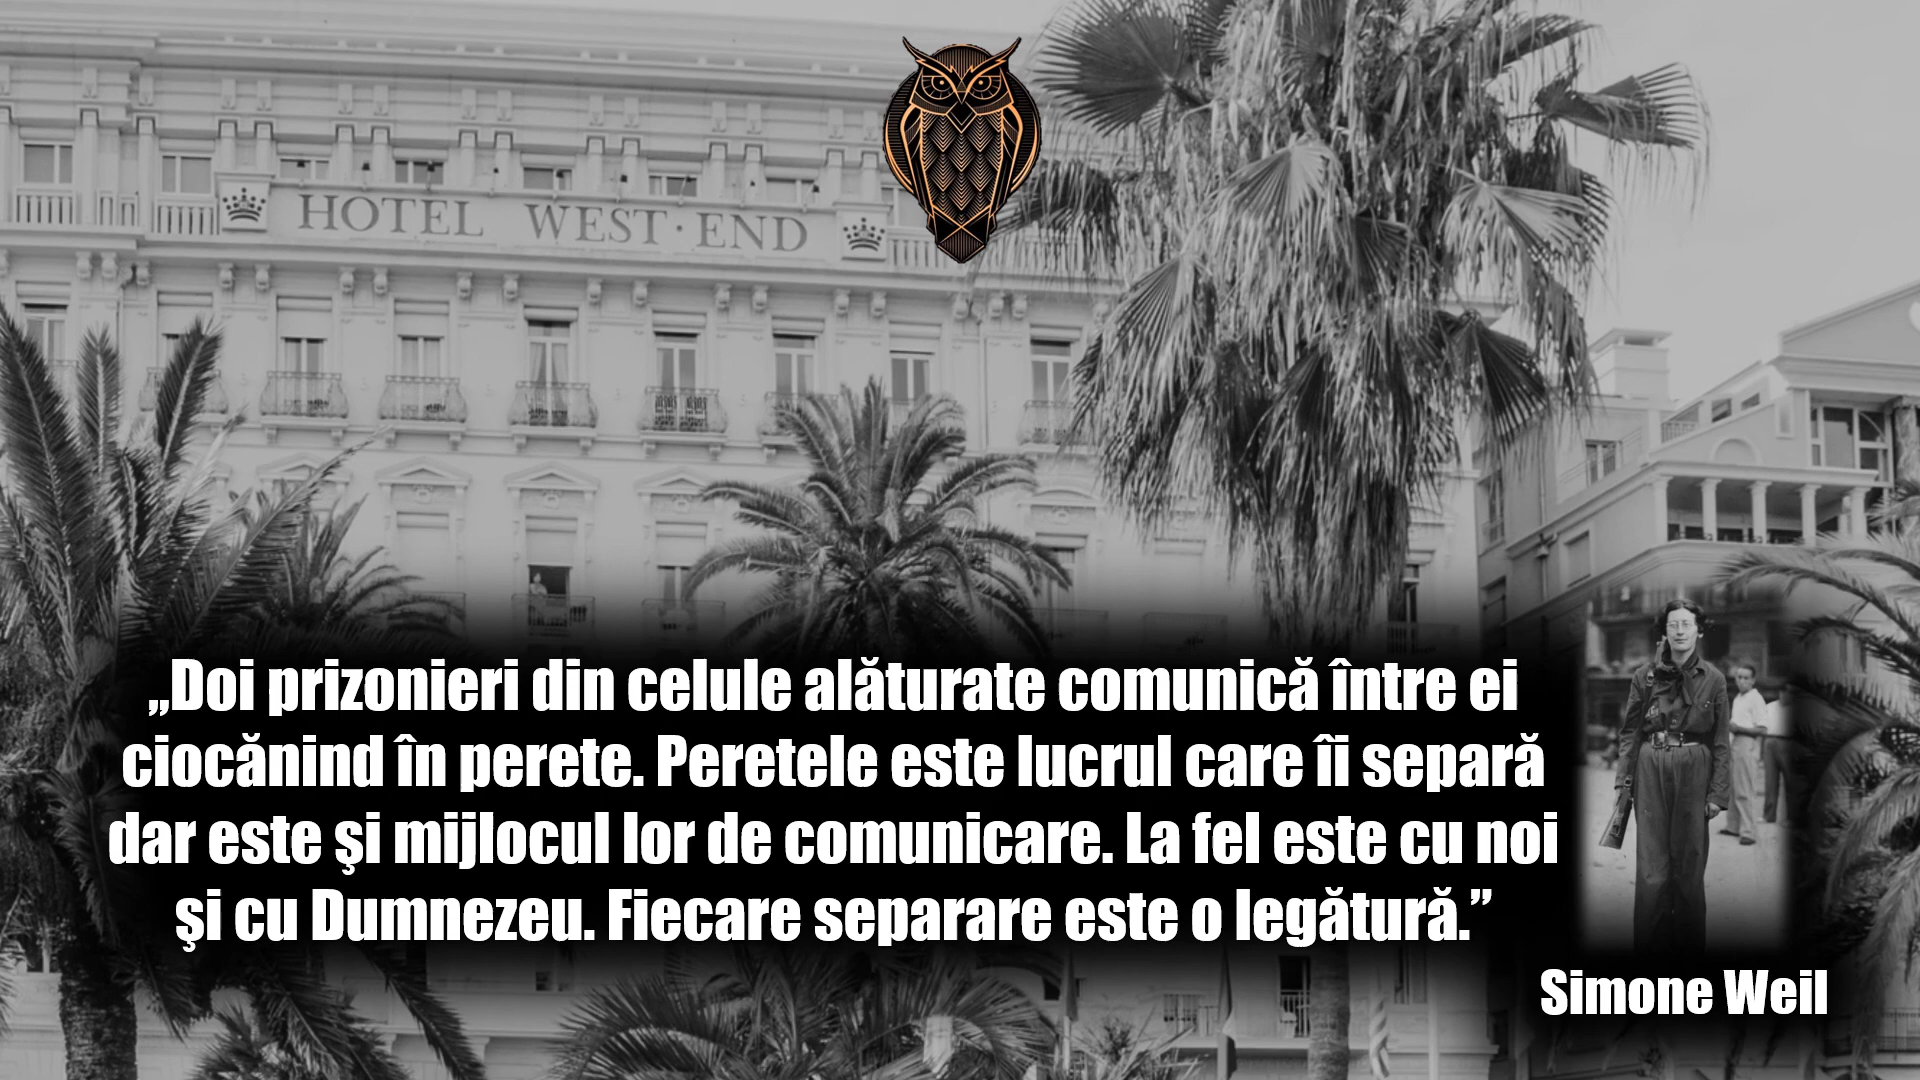 HOTEL WEST·END
„Doi prizonieri din celule alăturate comunică între ei
ciocănind în perete. Peretele este lucrul care îi separă
dar este şi mijlocul lor de comunicare. La fel este cu noi
şi cu Dumnezeu. Fiecare separare este o legătură.”
Simone Weil